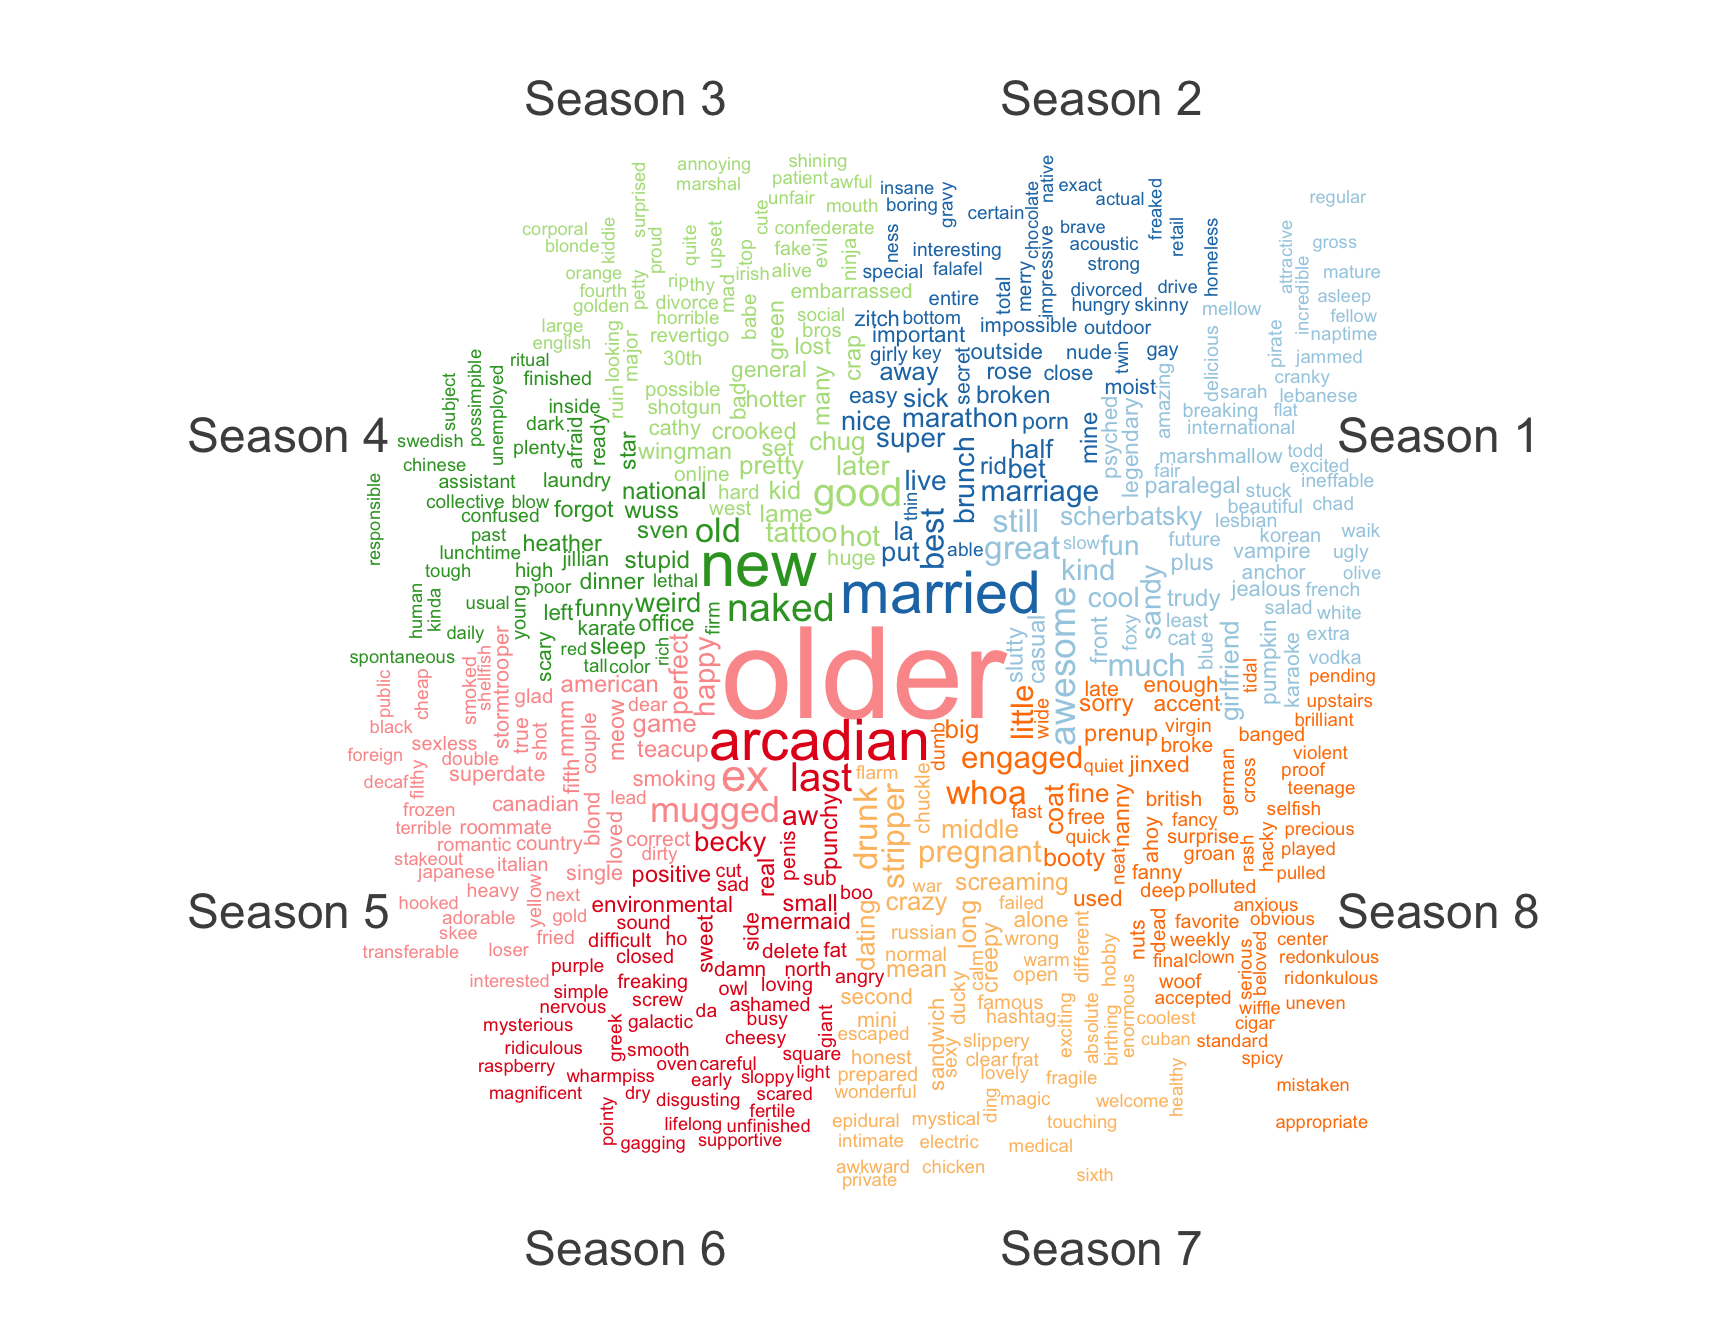 Season 3
Season 2
annoying
shining
marshal
patient
awful
surprised
unfair
mouth
cute
corporal
blonde
kiddie
proud
quite
upset
top
confederate
fake
evil
ninja
orange
fourth
golden
petty
rip
thy
mad
irish
alive
divorce
babe
embarrassed
horrible
revertigo
green
social
bros
large
english
looking
major
30th
lost
crap
general
many
possible
bad
hotter
shotgun
ruin
cathy
crooked
chug
wingman
set
pretty
later
online
hard
kid
good
west
lame
tattoo
hot
huge
insane
boring
gravy
certain
chocolate
native
exact
actual
freaked
ness
interesting
impressive
brave
acoustic
retail
homeless
special
falafel
merry
strong
entire
total
divorced
drive
hungry
skinny
zitch
bottom
important
impossible
outdoor
girly
key
secret
outside
nude
twin
gay
away
rose
close
moist
easy
sick
broken
nice
marathon
porn
super
half
mine
rid
bet
live
brunch
marriage
thin
best
la
put
able
married
regular
attractive
gross
incredible
mature
asleep
mellow
fellow
naptime
delicious
pirate
jammed
cranky
sarah
lebanese
amazing
psyched
legendary
breaking
flat
international
Season 1
marshmallow
todd
fair
excited
paralegal
stuck
ineffable
beautiful
chad
still
scherbatsky
lesbian
great
slow
fun
future
korean
waik
vampire
ugly
kind
plus
anchor
olive
jealous
french
awesome
cool
sandy
trudy
salad
white
least
slutty
casual
front
foxy
cat
blue
girlfriend
pumpkin
karaoke
extra
much
vodka
Season 4
ritual
subject
possimpible
unemployed
finished
inside
dark
afraid
ready
star
swedish
plenty
chinese
assistant
laundry
national
responsible
collective
blow
forgot
wuss
confused
past
sven
old
heather
lunchtime
jillian
stupid
new
tough
high
poor
dinner
lethal
human
kinda
usual
young
left
funny
weird
naked
karate
office
firm
daily
scary
red
sleep
rich
spontaneous
tall
color
older
public
cheap
smoked
shellfish
stormtrooper
glad
american
perfect
happy
black
true
shot
mmm
couple
meow
dear
game
foreign
sexless
double
teacup
decaf
filthy
superdate
fifth
smoking
ex
frozen
canadian
blond
lead
mugged
terrible
roommate
loved
romantic
country
correct
stakeout
dirty
japanese
italian
single
Season 5
hooked
heavy
yellow
next
adorable
gold
skee
fried
transferable
loser
interested
arcadian
last
aw
punchy
becky
penis
real
positive
cut
sad
sub
boo
environmental
small
sound
sweet
side
mermaid
difficult
ho
closed
delete
fat
purple
damn
north
angry
freaking
owl
loving
simple
nervous
screw
da
ashamed
mysterious
greek
galactic
busy
giant
cheesy
ridiculous
smooth
square
raspberry
oven
careful
wharmpiss
early
sloppy
light
magnificent
dry
disgusting
scared
pointy
fertile
lifelong
unfinished
gagging
supportive
Season 6
flarm
drunk
stripper
chuckle
middle
pregnant
war
screaming
crazy
failed
dating
long
alone
russian
creepy
wrong
different
normal
calm
warm
hobby
mean
open
second
ducky
famous
mini
hashtag
exciting
absolute
birthing
enormous
coolest
escaped
sandwich
sexy
slippery
cuban
honest
clear
frat
prepared
lovely
fragile
healthy
wonderful
ding
magic
welcome
epidural
mystical
touching
intimate
electric
medical
awkward
chicken
private
sixth
Season 7
little
wide
late
enough
tidal
pending
sorry
accent
upstairs
dumb
big
prenup
virgin
brilliant
broke
banged
engaged
quiet
jinxed
violent
german
cross
proof
teenage
whoa
coat
fine
british
fast
free
nanny
fancy
selfish
quick
ahoy
surprise
hacky
precious
booty
neat
groan
rash
played
fanny
pulled
used
deep
polluted
anxious
Season 8
nuts
dead
favorite
obvious
weekly
center
final
clown
beloved
redonkulous
woof
serious
ridonkulous
accepted
wiffle
uneven
cigar
standard
spicy
mistaken
appropriate